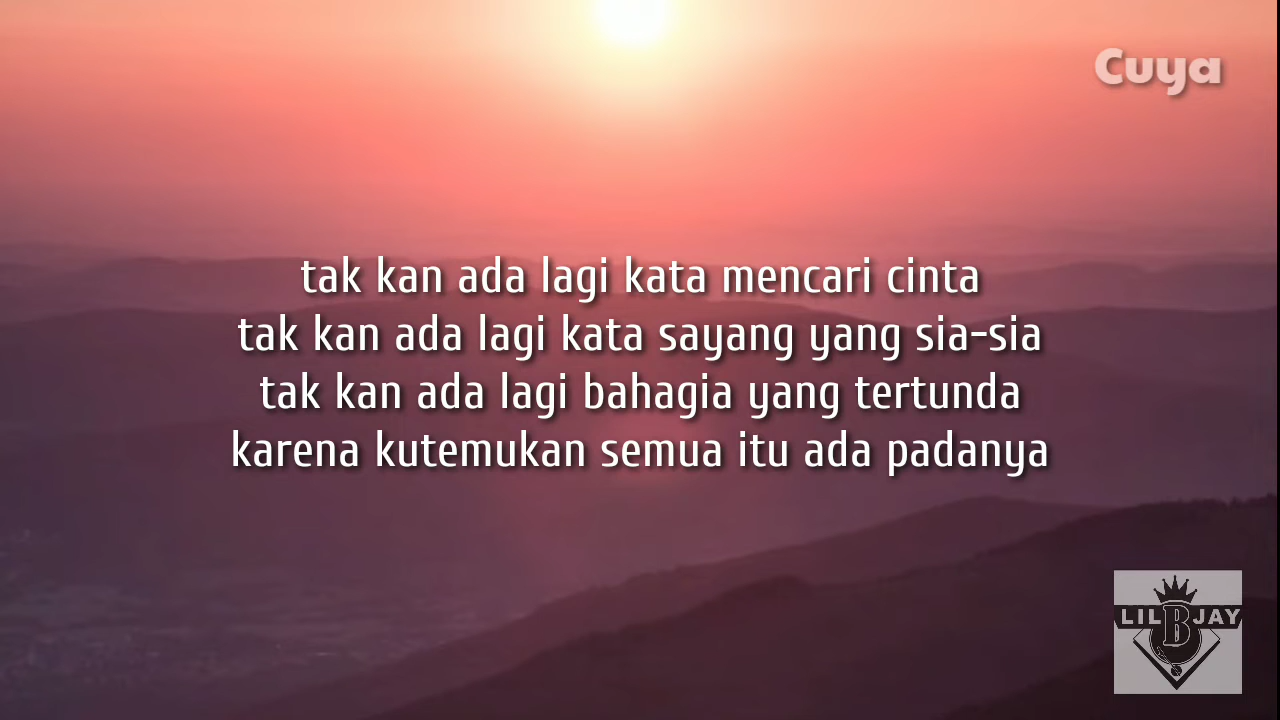 Cuya
tak kan ada lagi kata mencari cinta
tak kan ada lagi kata sayang yang sia-sia
tak kan ada lagi bahagia yang tertunda
karena kutemukan semua itu ada padanya
LIL B JAY